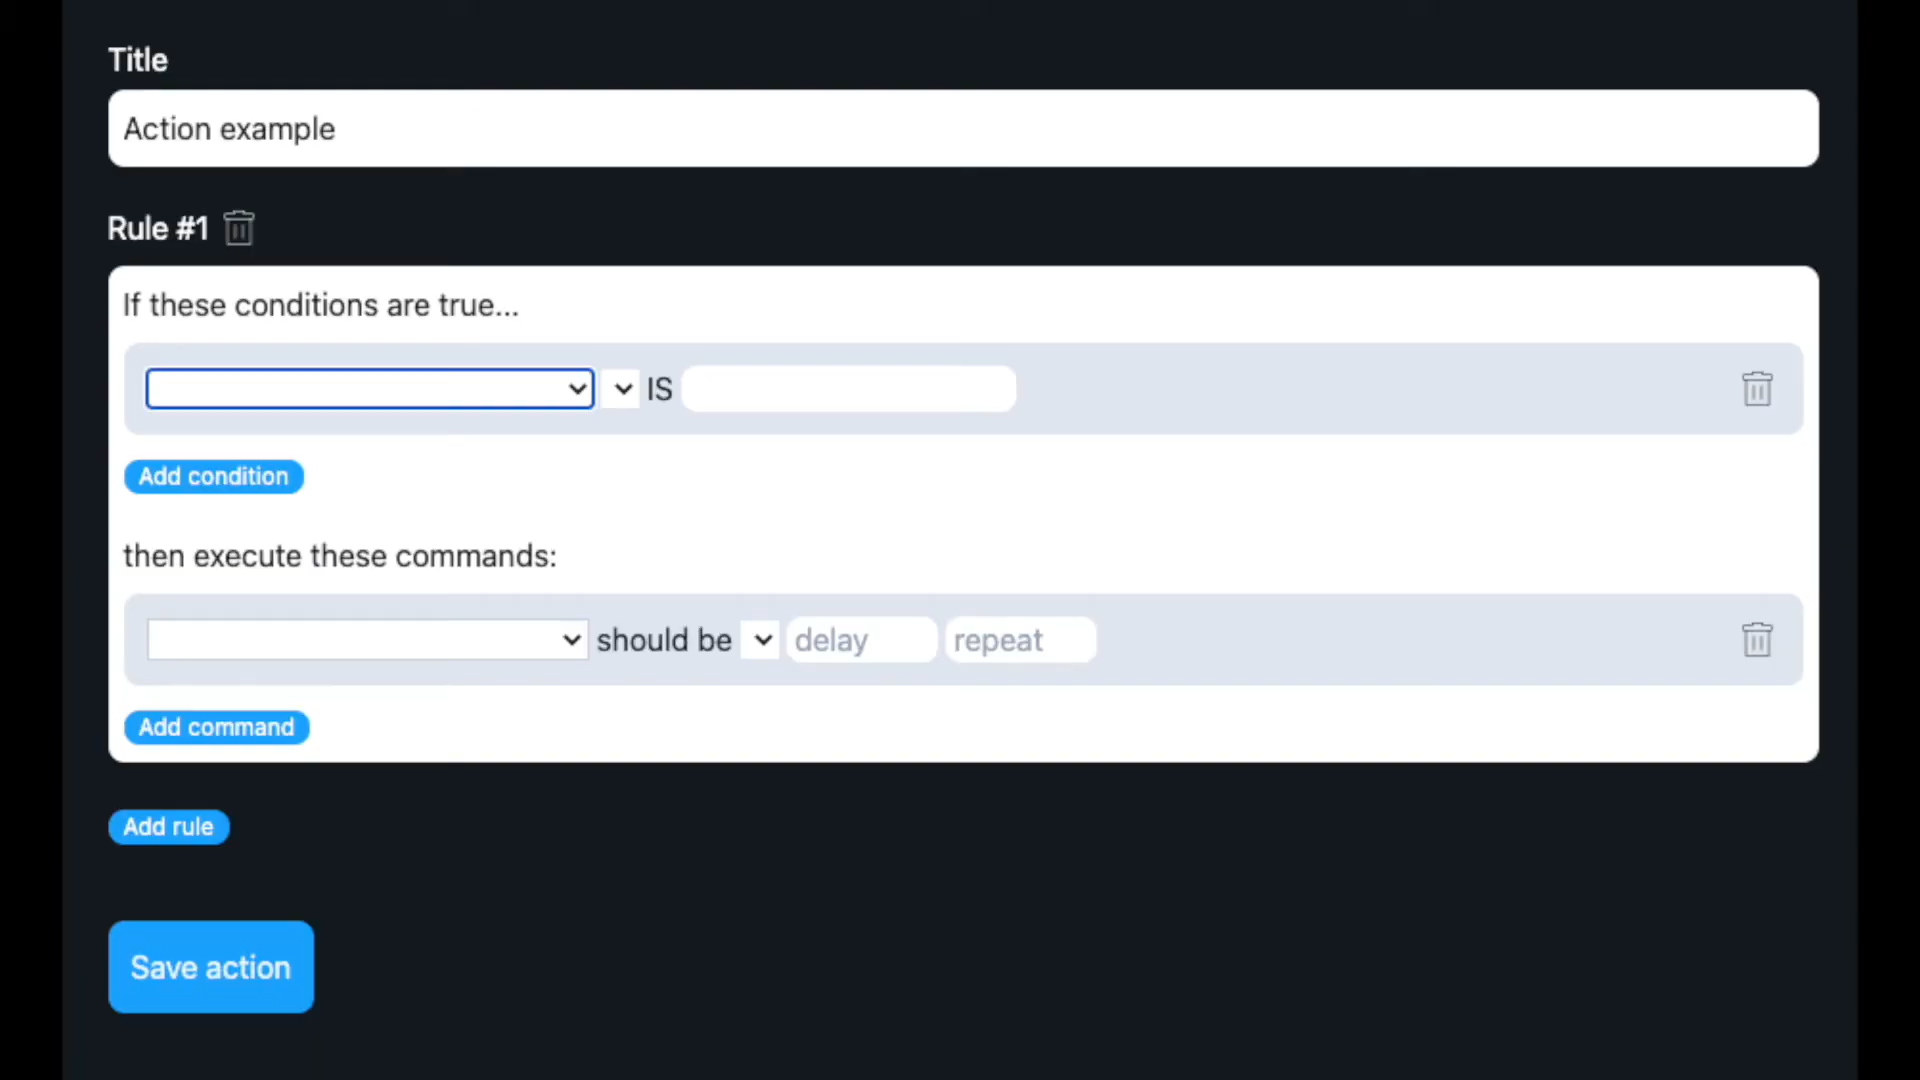 Title
Action example
Rule #1
If these conditions are true...
IS
Add condition
then execute these commands:
should be delay repeat
Add command
Add rule
Save action